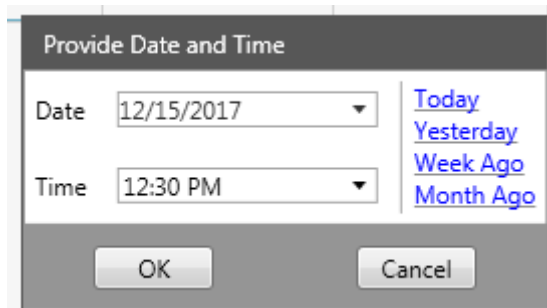 Provide Date and Time
Date 12/15/2017
Today
Yesterday
Week Ago
Time 12:30 PM
Month Ago
OK Cancel